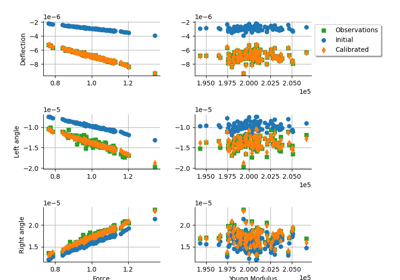 1e−6
1e−6
−2
−4
−6
−8
Deflection
0.8
1.0
1.2
−2
−4
−6
−8
1.950
1.975
2.000
2.025
2.050
1e5
Observations
Initial
Calibrated
1e−5
1e−5
−1.0
−1.5
−2.0
Left angle
0.8
1.0
1.2
−1.0
−1.5
−2.0
1.950
1.975
2.000
2.025
2.050
1e5
1e−5
1e−5
2.0
1.5
Right angle
0.8
1.0
1.2
Force
2.0
1.5
1.950
1.975
2.000
2.025
2.050
Young Modulus
1e5